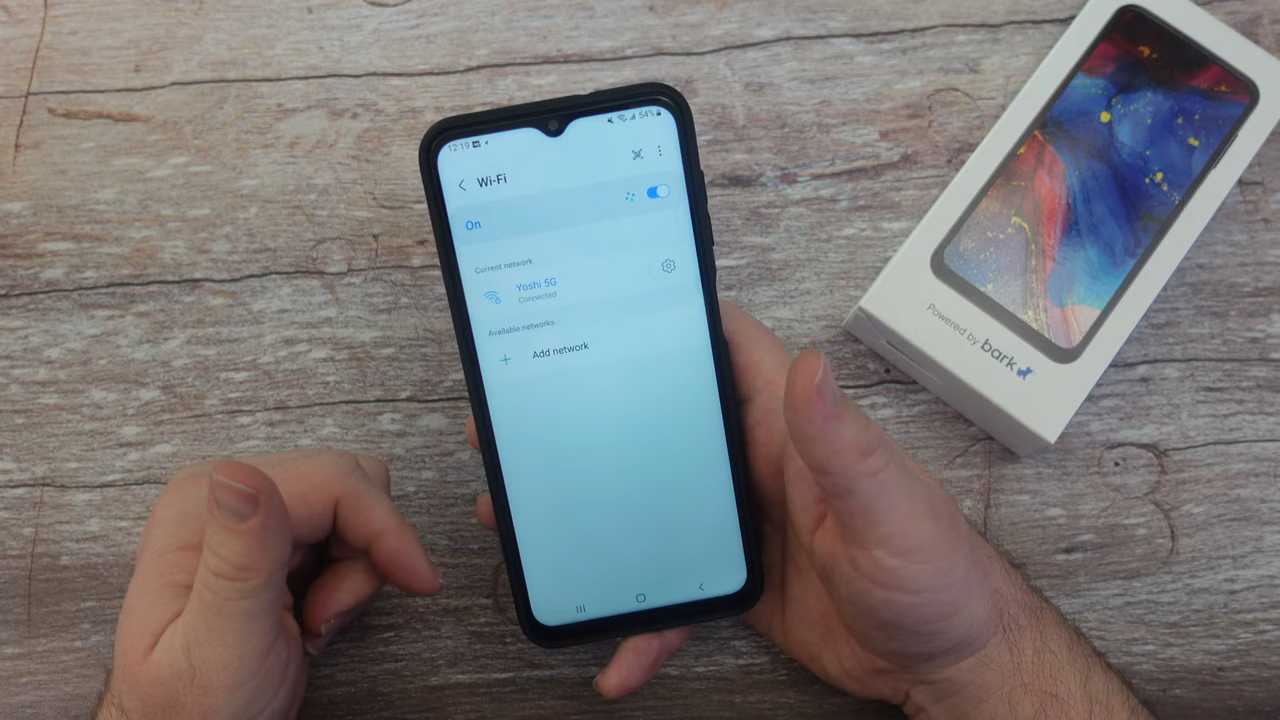 12:19
54%
Wi-Fi
On
Current network
Yoshi 5G
Connected
Available networks
Add network
Powered by bark